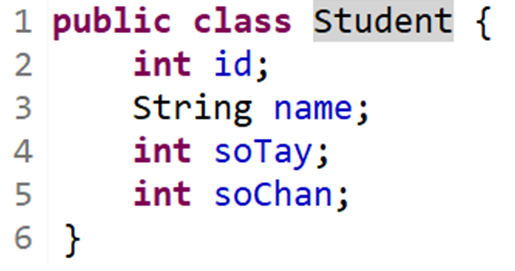 1 public class Student {
2     int id;
3     String name;
4     int soTay;
5     int soChan;
6 }